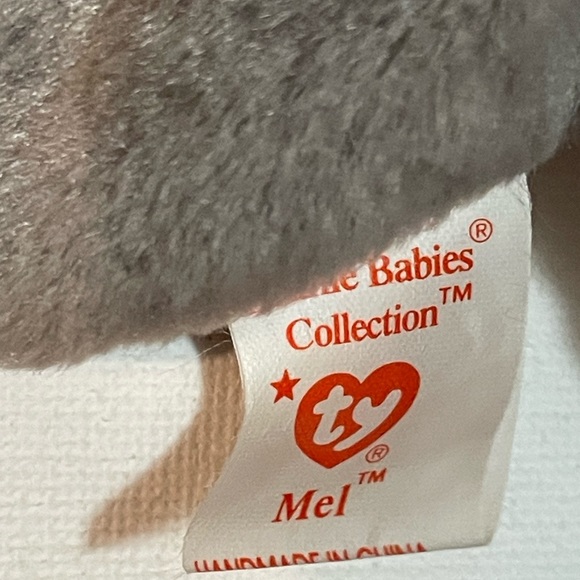 Babies®
Collection™
ty®
Mel™
HANDMADE IN CHINA